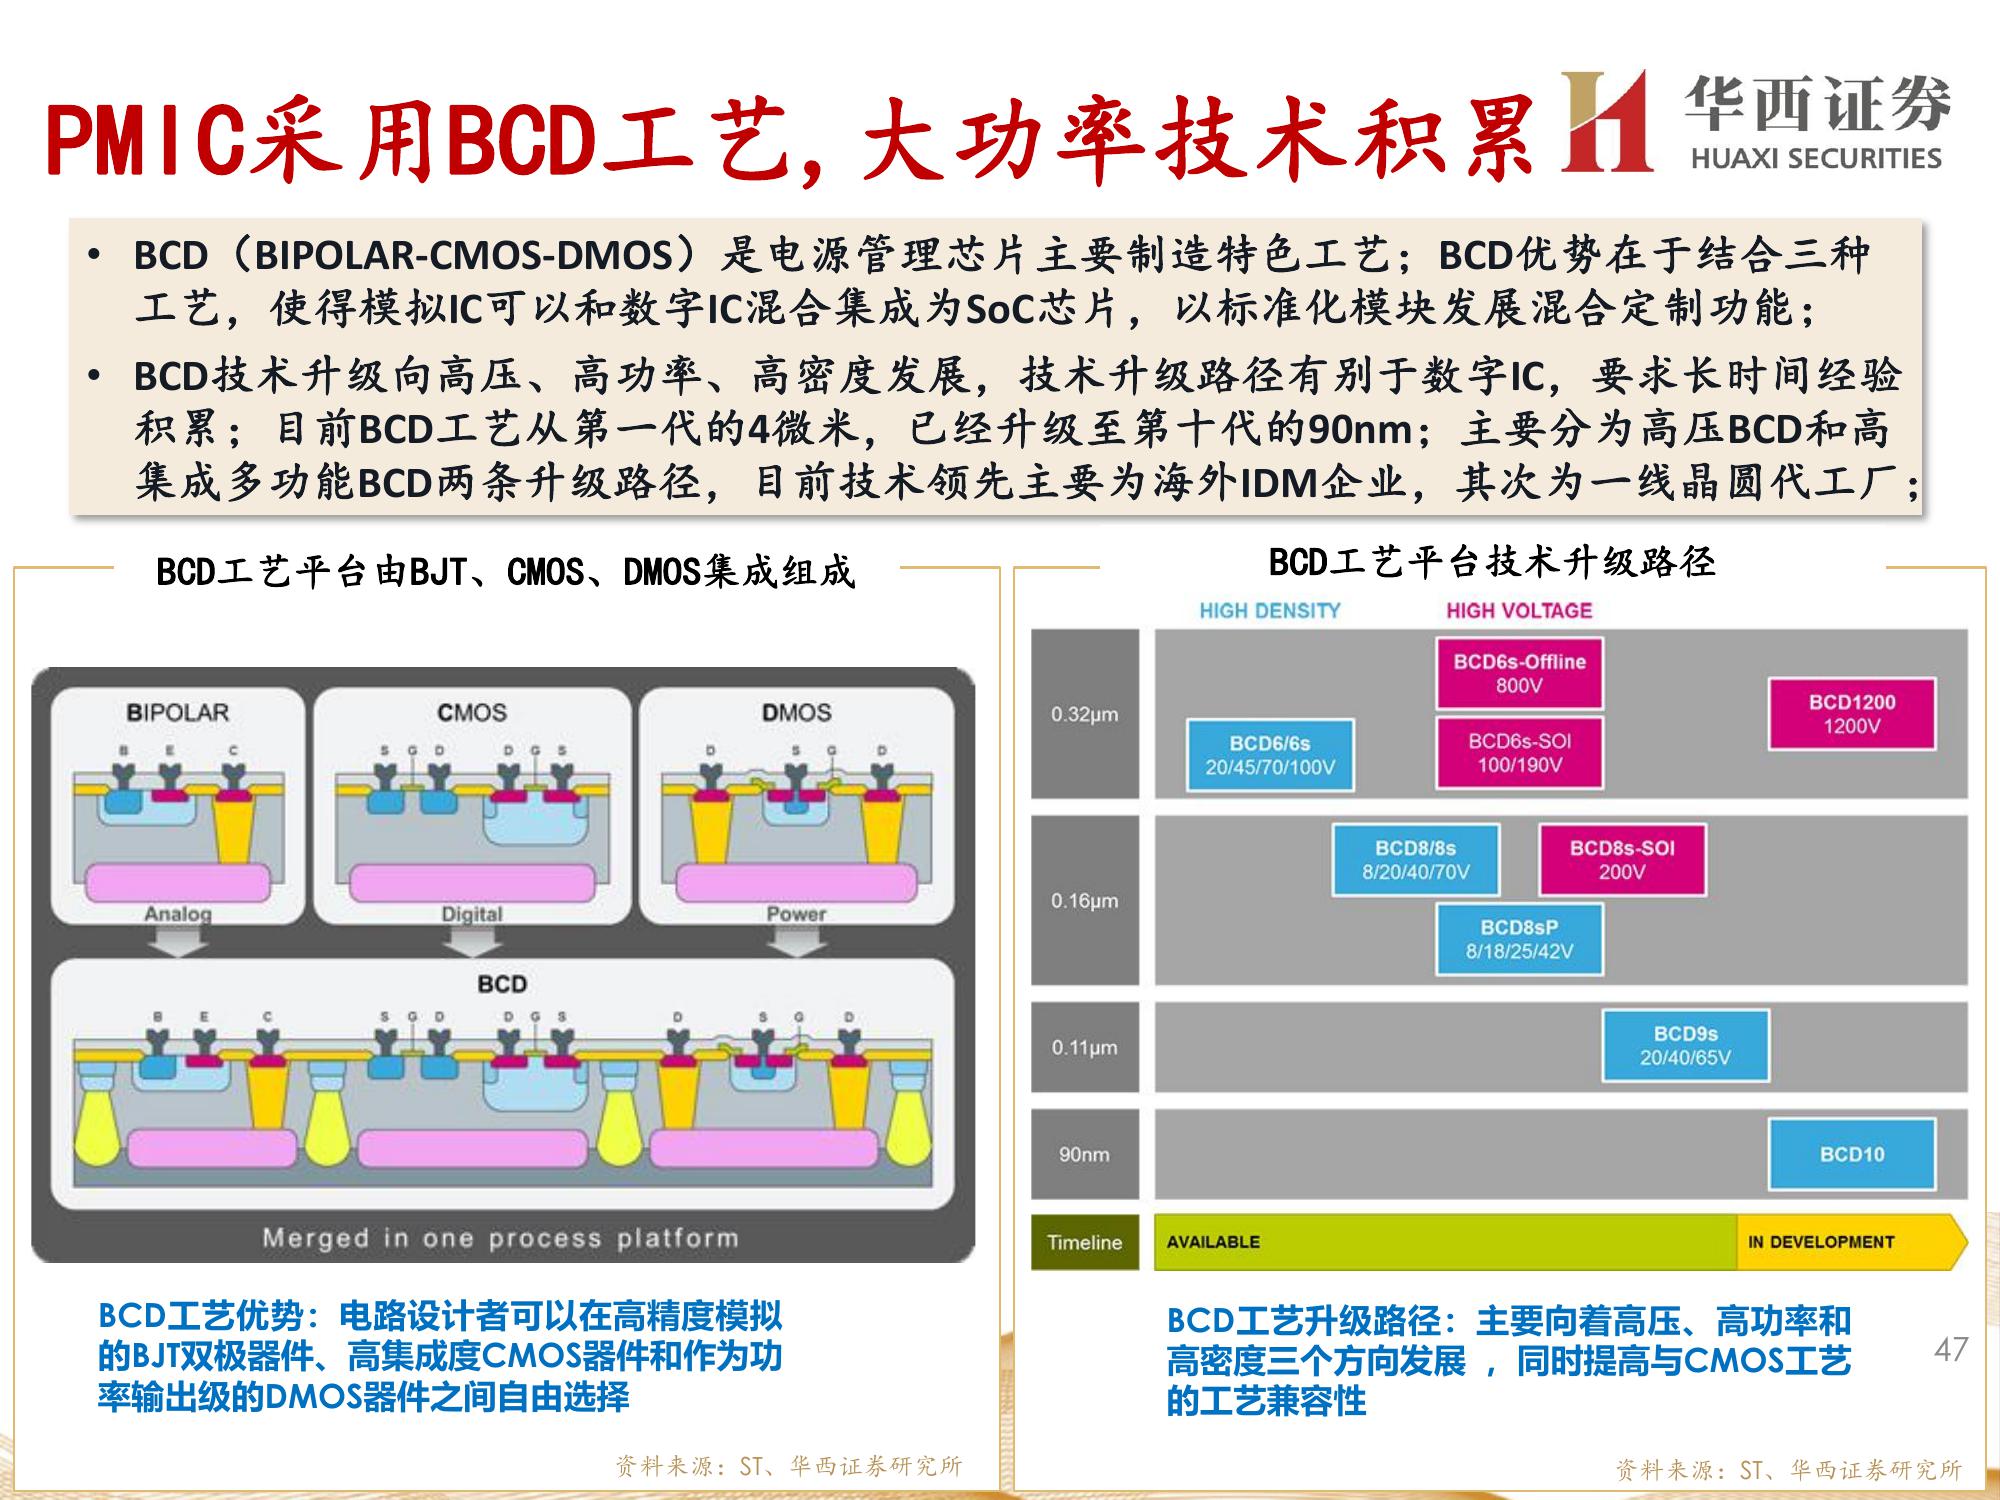 PMIC采用BCD工艺,大功率技术积累
华西证券
HUAXI SECURITIES
• BCD（BIPOLAR-CMOS-DMOS）是电源管理芯片主要制造特色工艺；BCD优势在于结合三种
工艺，使得模拟IC可以和数字IC混合集成为SoC芯片，以标准化模块发展混合定制功能；
• BCD技术升级向高压、高功率、高密度发展，技术升级路径有别于数字IC，要求长时间经验
积累；目前BCD工艺从第一代的4微米，已经升级至第十代的90nm；主要分为高压BCD和高
集成多功能BCD两条升级路径，目前技术领先主要为海外IDM企业，其次为一线晶圆代工厂；
BCD工艺平台由BJT、CMOS、DMOS集成组成
BIPOLAR
CMOS
DMOS
B E C
S G D D G S
D S G D
Analog
Digital
Power
BCD
B E C S G D D G S D S G D
Merged in one process platform
BCD工艺优势：电路设计者可以在高精度模拟
的BJT双极器件、高集成度CMOS器件和作为功
率输出级的DMOS器件之间自由选择
资料来源：ST、华西证券研究所
BCD工艺平台技术升级路径
HIGH DENSITY
HIGH VOLTAGE
0.32μm
BCD6s-Offline
800V
BCD1200
1200V
BCD6/6s
20/45/70/100V
BCD6s-SOI
100/190V
0.16μm
BCD8/8s
8/20/40/70V
BCD8s-SOI
200V
BCD8sP
8/18/25/42V
0.11μm
BCD9s
20/40/65V
90nm
BCD10
Timeline
AVAILABLE
IN DEVELOPMENT
BCD工艺升级路径：主要向着高压、高功率和
高密度三个方向发展 ，同时提高与CMOS工艺
的工艺兼容性
47
资料来源：ST、华西证券研究所